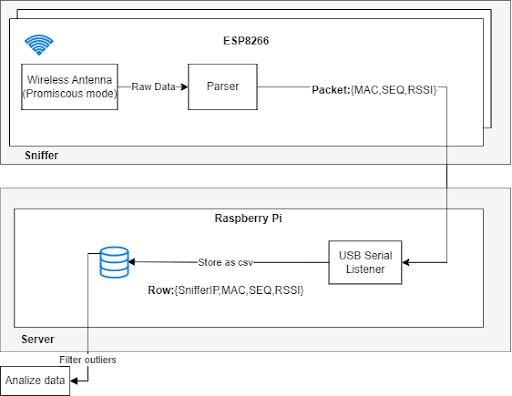 ESP8266
Wireless Antenna
(Promiscous mode)
Raw Data
Parser
Packet:{MAC,SEQ,RSSI}
Sniffer
Raspberry Pi
Store as csv
USB Serial
Listener
Row:{SnifferIP,MAC,SEQ,RSSI}
Server
Filter outliers
Analize data